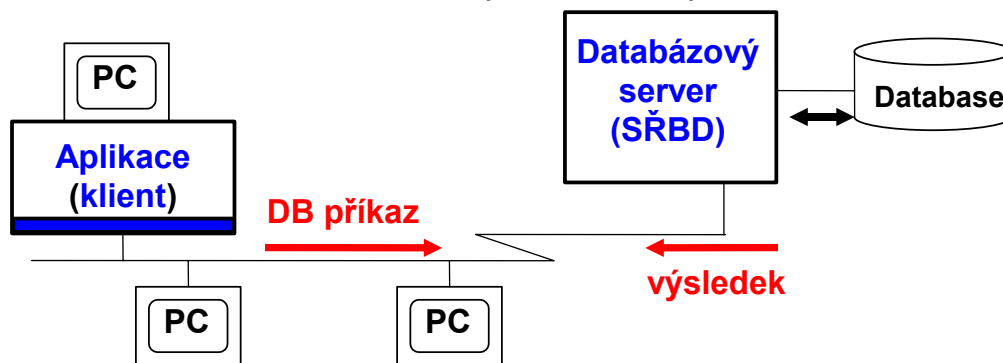 PC
Aplikace
(klient)
DB příkaz
Databázový
server
(SŘBD)
Database
výsledek
PC
PC